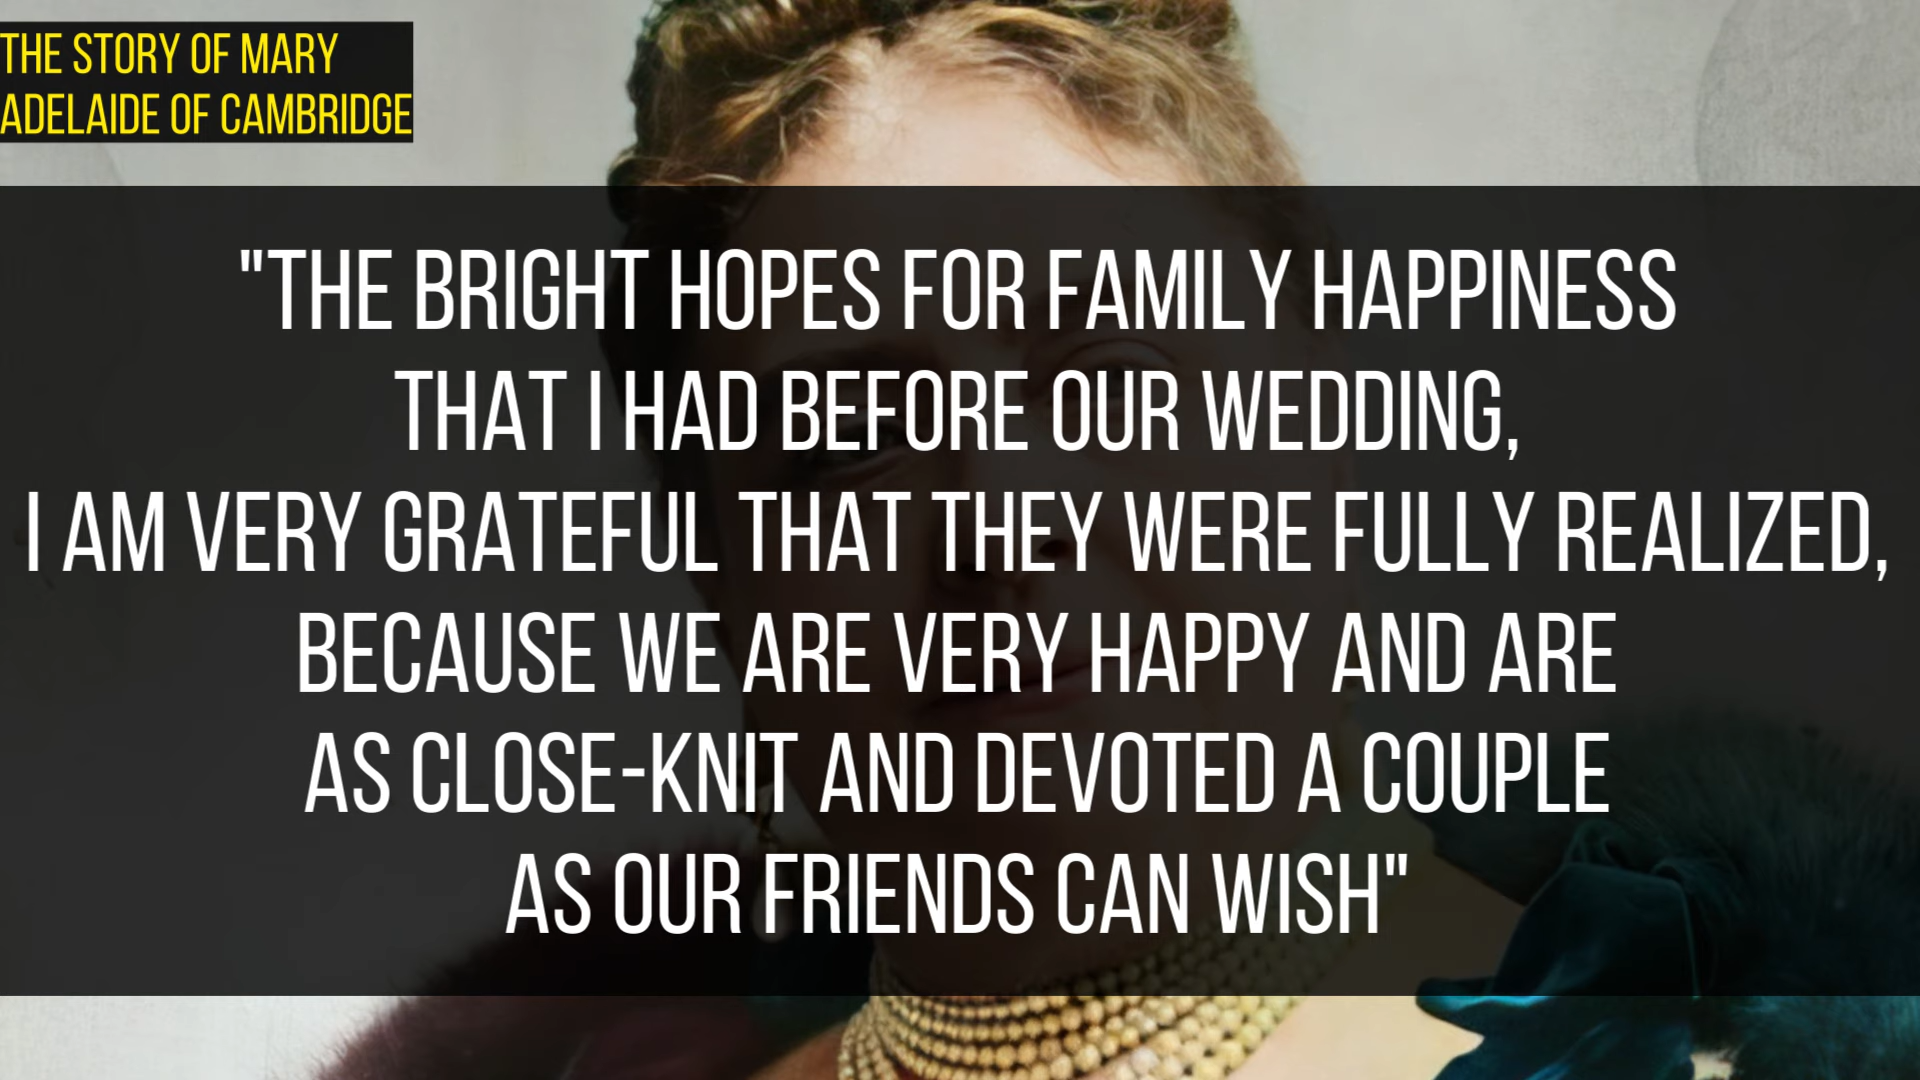 THE STORY OF MARY
ADELAIDE OF CAMBRIDGE
"THE BRIGHT HOPES FOR FAMILY HAPPINESS
THAT I HAD BEFORE OUR WEDDING,
I AM VERY GRATEFUL THAT THEY WERE FULLY REALIZED,
BECAUSE WE ARE VERY HAPPY AND ARE
AS CLOSE-KNIT AND DEVOTED A COUPLE
AS OUR FRIENDS CAN WISH"